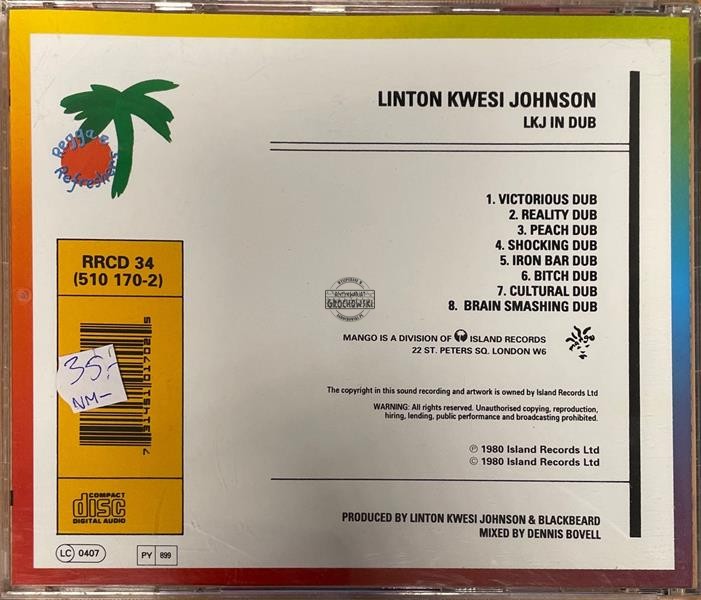 LINTON KWESI JOHNSON
LKJ IN DUB
Reggae
Refreshers
1. VICTORIOUS DUB
2. REALITY DUB
3. PEACH DUB
4. SHOCKING DUB
5. IRON BAR DUB
6. BITCH DUB
7. CULTURAL DUB
8. BRAIN SMASHING DUB
RRCD 34
(510 170-2)
GROCHOWSKI
MANGO IS A DIVISION OF ISLAND RECORDS
22 ST. PETERS SQ. LONDON W6
Mango
35:-
NM-
7 31451 01702 5
The copyright in this sound recording and artwork is owned by Island Records Ltd
WARNING: All rights reserved. Unauthorised copying, reproduction,
hiring, lending, public performance and broadcasting prohibited.
℗ 1980 Island Records Ltd
© 1980 Island Records Ltd
COMPACT
disc
DIGITAL AUDIO
PRODUCED BY LINTON KWESI JOHNSON & BLACKBEARD
MIXED BY DENNIS BOVELL
LC 0407
PY 899